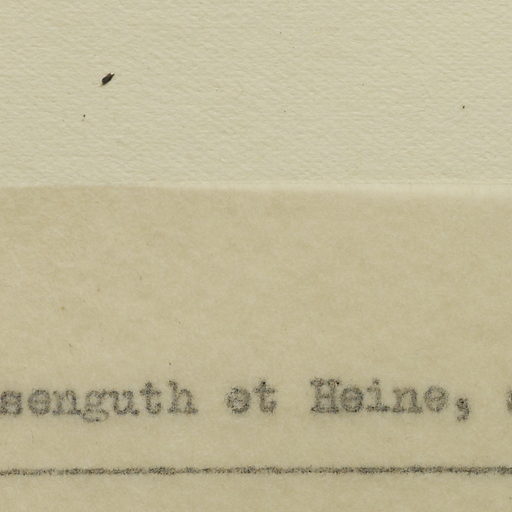 senguth et Heine,